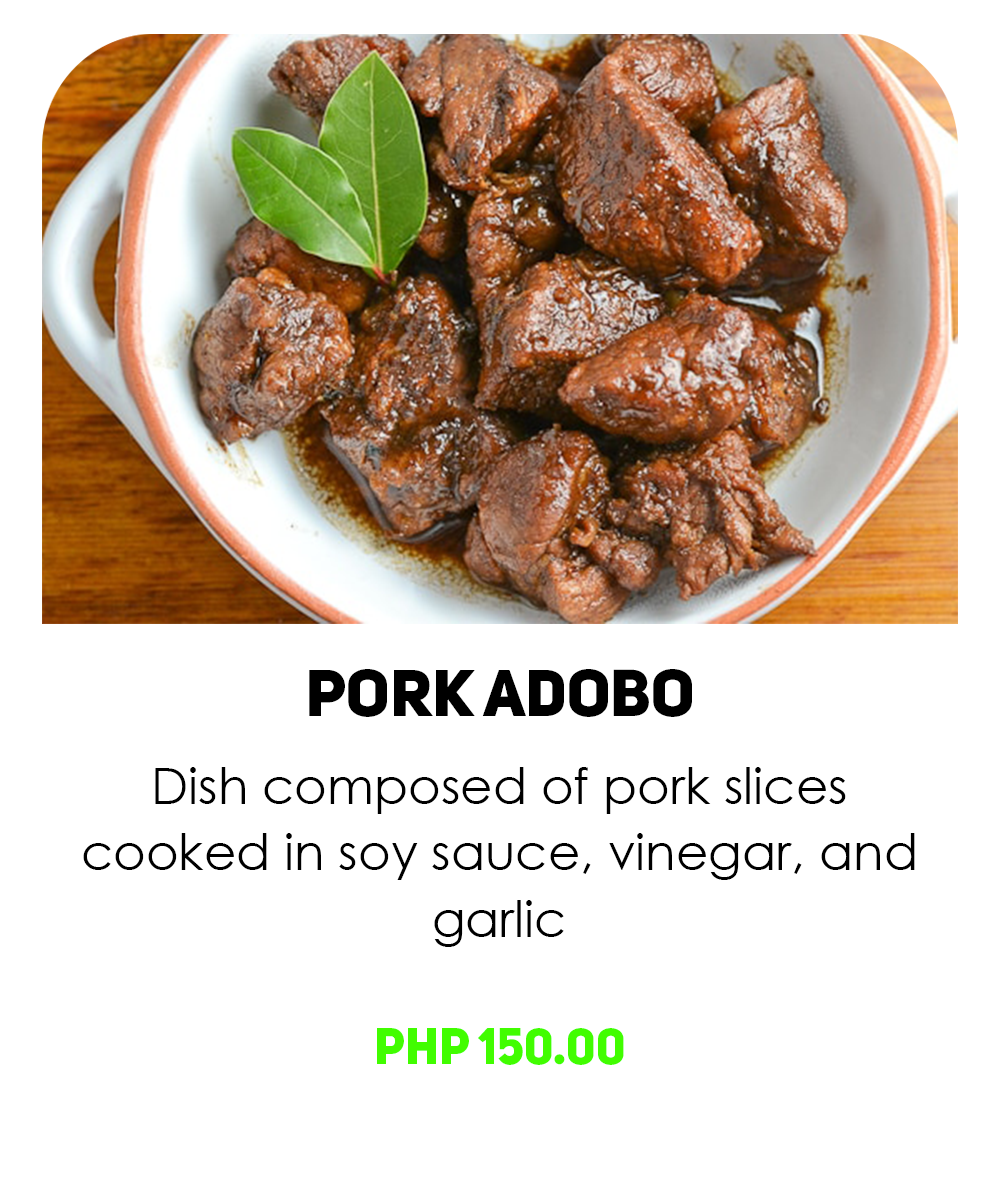 PORK ADOBO
Dish composed of pork slices
cooked in soy sauce, vinegar, and
garlic
PHP 150.00